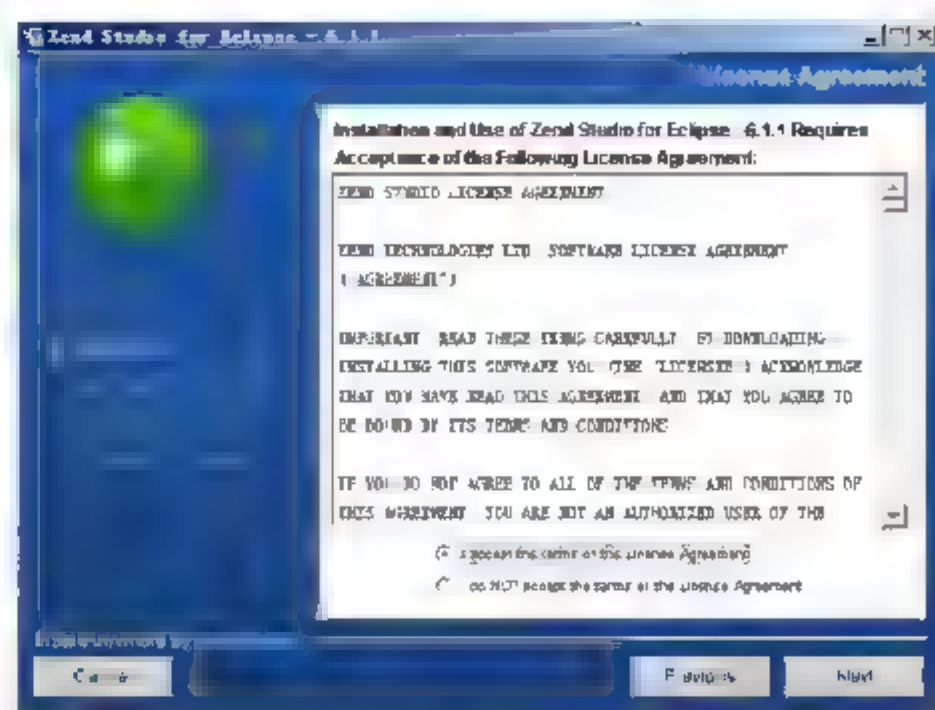 Zend Studio for Eclipse - 6.1.1
License Agreement
Installation and Use of Zend Studio for Eclipse 6.1.1 Requires
Acceptance of the Following License Agreement:
ZEND STUDIO LICENSE AGREEMENT
ZEND TECHNOLOGIES LTD SOFTWARE LICENSE AGREEMENT
("AGREEMENT")
IMPORTANT READ THESE TERMS CAREFULLY BY DOWNLOADING
INSTALLING THIS SOFTWARE YOU (THE "LICENSEE") ACKNOWLEDGE
THAT YOU HAVE READ THIS AGREEMENT AND THAT YOU AGREE TO
BE BOUND BY ITS TERMS AND CONDITIONS
IF YOU DO NOT AGREE TO ALL OF THE TERMS AND CONDITIONS OF
THIS AGREEMENT YOU ARE NOT AN AUTHORIZED USER OF THE
I accept the terms of the License Agreement
I do NOT accept the terms of the License Agreement
Cancel
Previous
Next